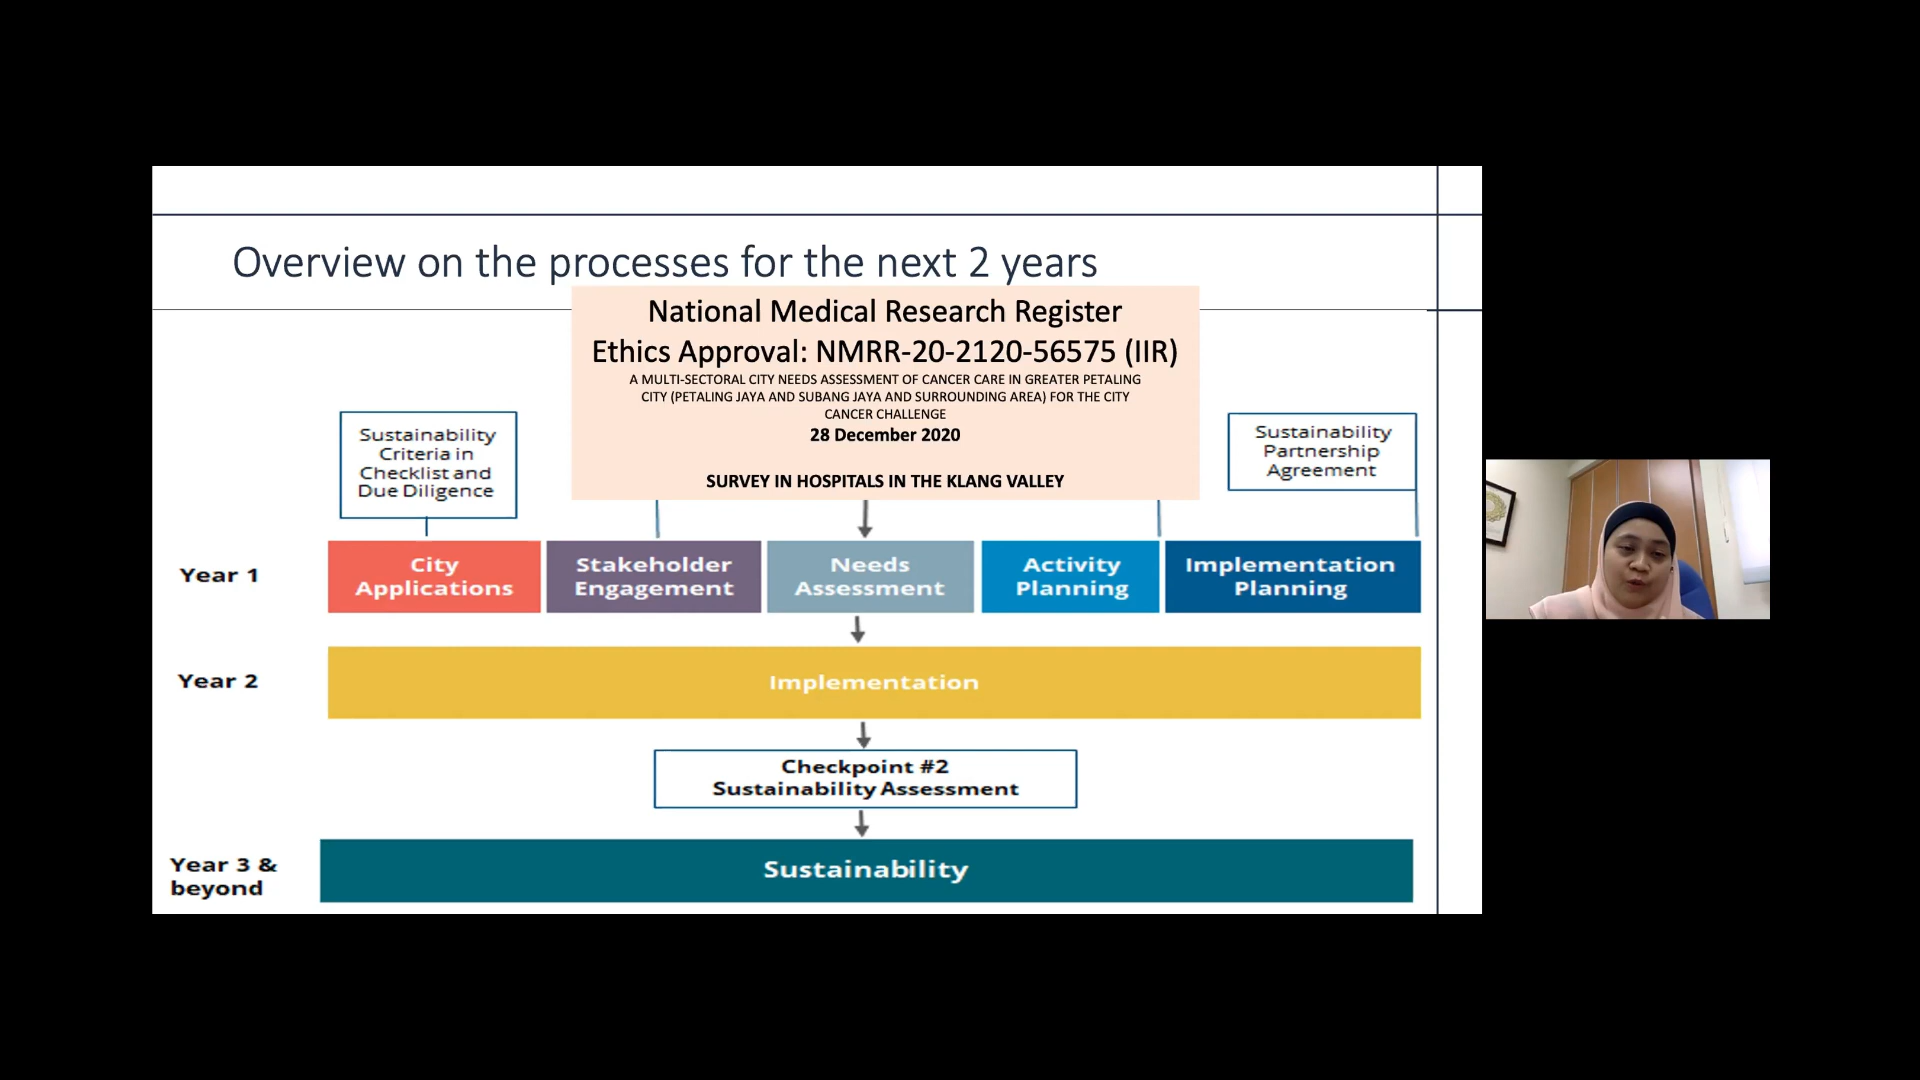 Overview on the processes for the next 2 years
National Medical Research Register
Ethics Approval: NMRR-20-2120-56575 (IIR)
A MULTI-SECTORAL CITY NEEDS ASSESSMENT OF CANCER CARE IN GREATER PETALING
CITY (PETALING JAYA AND SUBANG JAYA AND SURROUNDING AREA) FOR THE CITY
CANCER CHALLENGE
28 December 2020
SURVEY IN HOSPITALS IN THE KLANG VALLEY
Sustainability
Criteria in
Checklist and
Due Diligence
Sustainability
Partnership
Agreement
Year 1
City
Applications
Stakeholder
Engagement
Needs
Assessment
Activity
Planning
Implementation
Planning
Year 2
Implementation
Checkpoint #2
Sustainability Assessment
Year 3 &
beyond
Sustainability